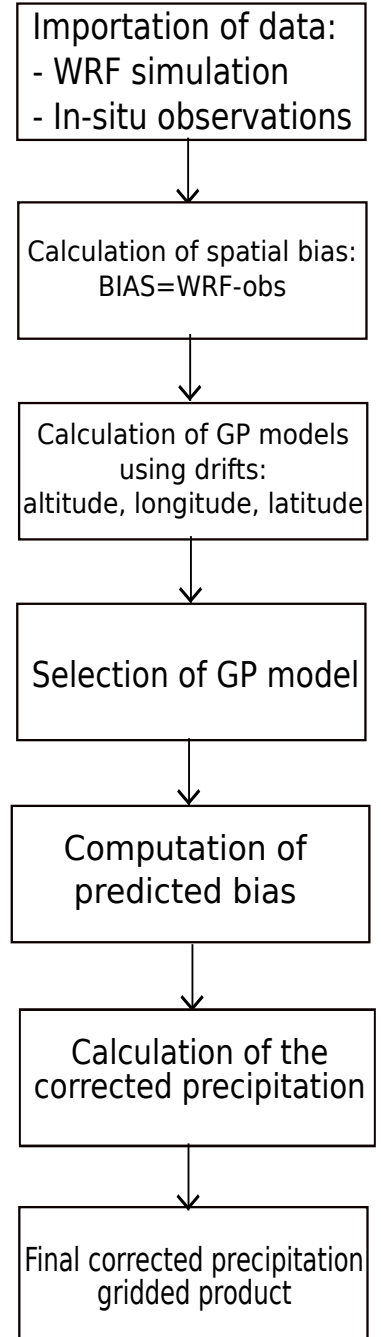 Importation of data:
- WRF simulation
- In-situ observations
Calculation of spatial bias:
BIAS=WRF-obs
Calculation of GP models
using drifts:
altitude, longitude, latitude
Selection of GP model
Computation of
predicted bias
Calculation of the
corrected precipitation
Final corrected precipitation
gridded product